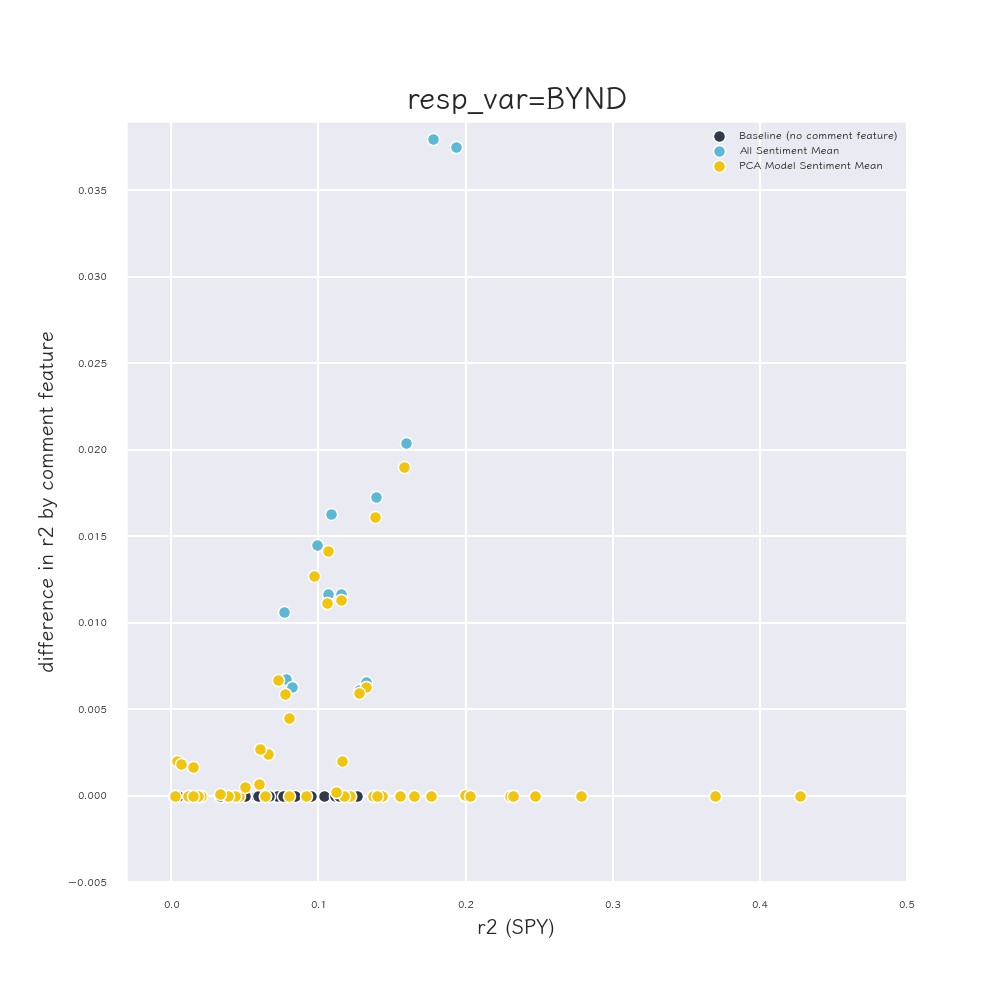 resp_var=BYND
Baseline (no comment feature)
All Sentiment Mean
PCA Model Sentiment Mean
difference in r2 by comment feature
0.035
0.030
0.025
0.020
0.015
0.010
0.005
0.000
−0.005
0.0 0.1 0.2 0.3 0.4 0.5
r2 (SPY)